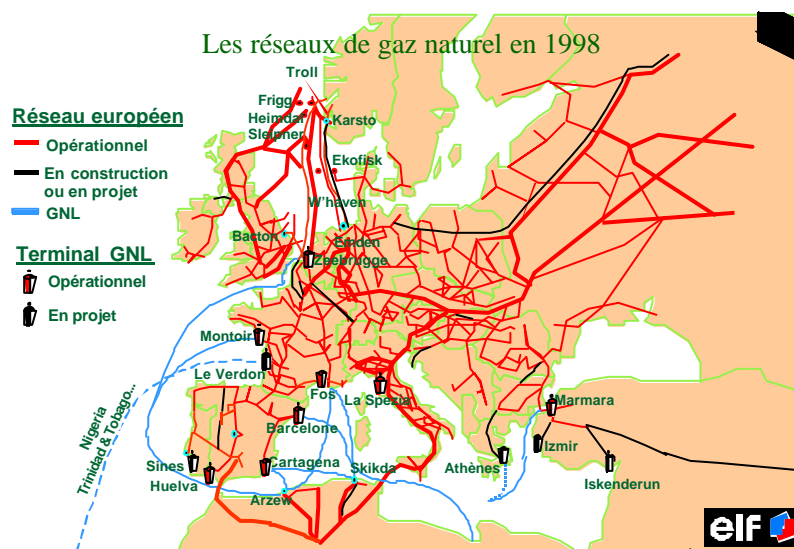 Les réseaux de gaz naturel en 1998
Troll
Frigg
Heimdal
Sleipner
Karsto
Réseau européen
Opérationnel
En construction
ou en projet
GNL
Ekofisk
W'haven
Bacton
Emden
Zeebrugge
Terminal GNL
Opérationnel
En projet
Montoir
Le Verdon
Fos
La Spezia
Marmara
Nigeria
Trinidad & Tobago...
Barcelone
Izmir
Sines
Cartagena
Skikda
Athènes
Huelva
Iskenderun
Arzew
elf